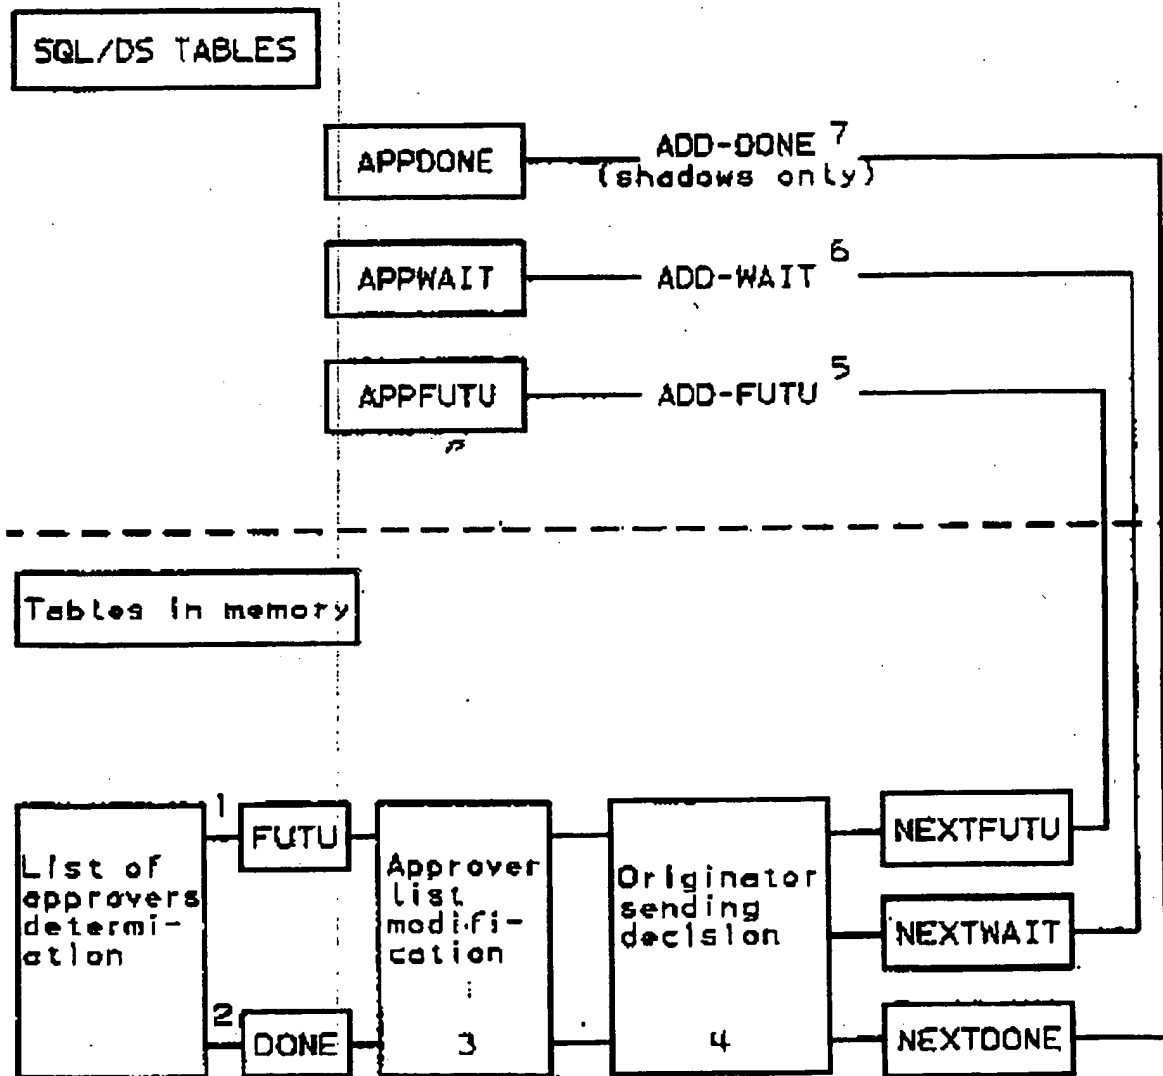 SQL/DS TABLES
APPDONE
ADD-DONE 7
(shadows only)
APPWAIT
ADD-WAIT 6
APPFUTU
ADD-FUTU 5
Tables in memory
List of
approvers
determi-
ation
1
FUTU
2
DONE
Approver
list
modifi-
cation
3
Originator
sending
decision
4
NEXTFUTU
NEXTWAIT
NEXTDONE